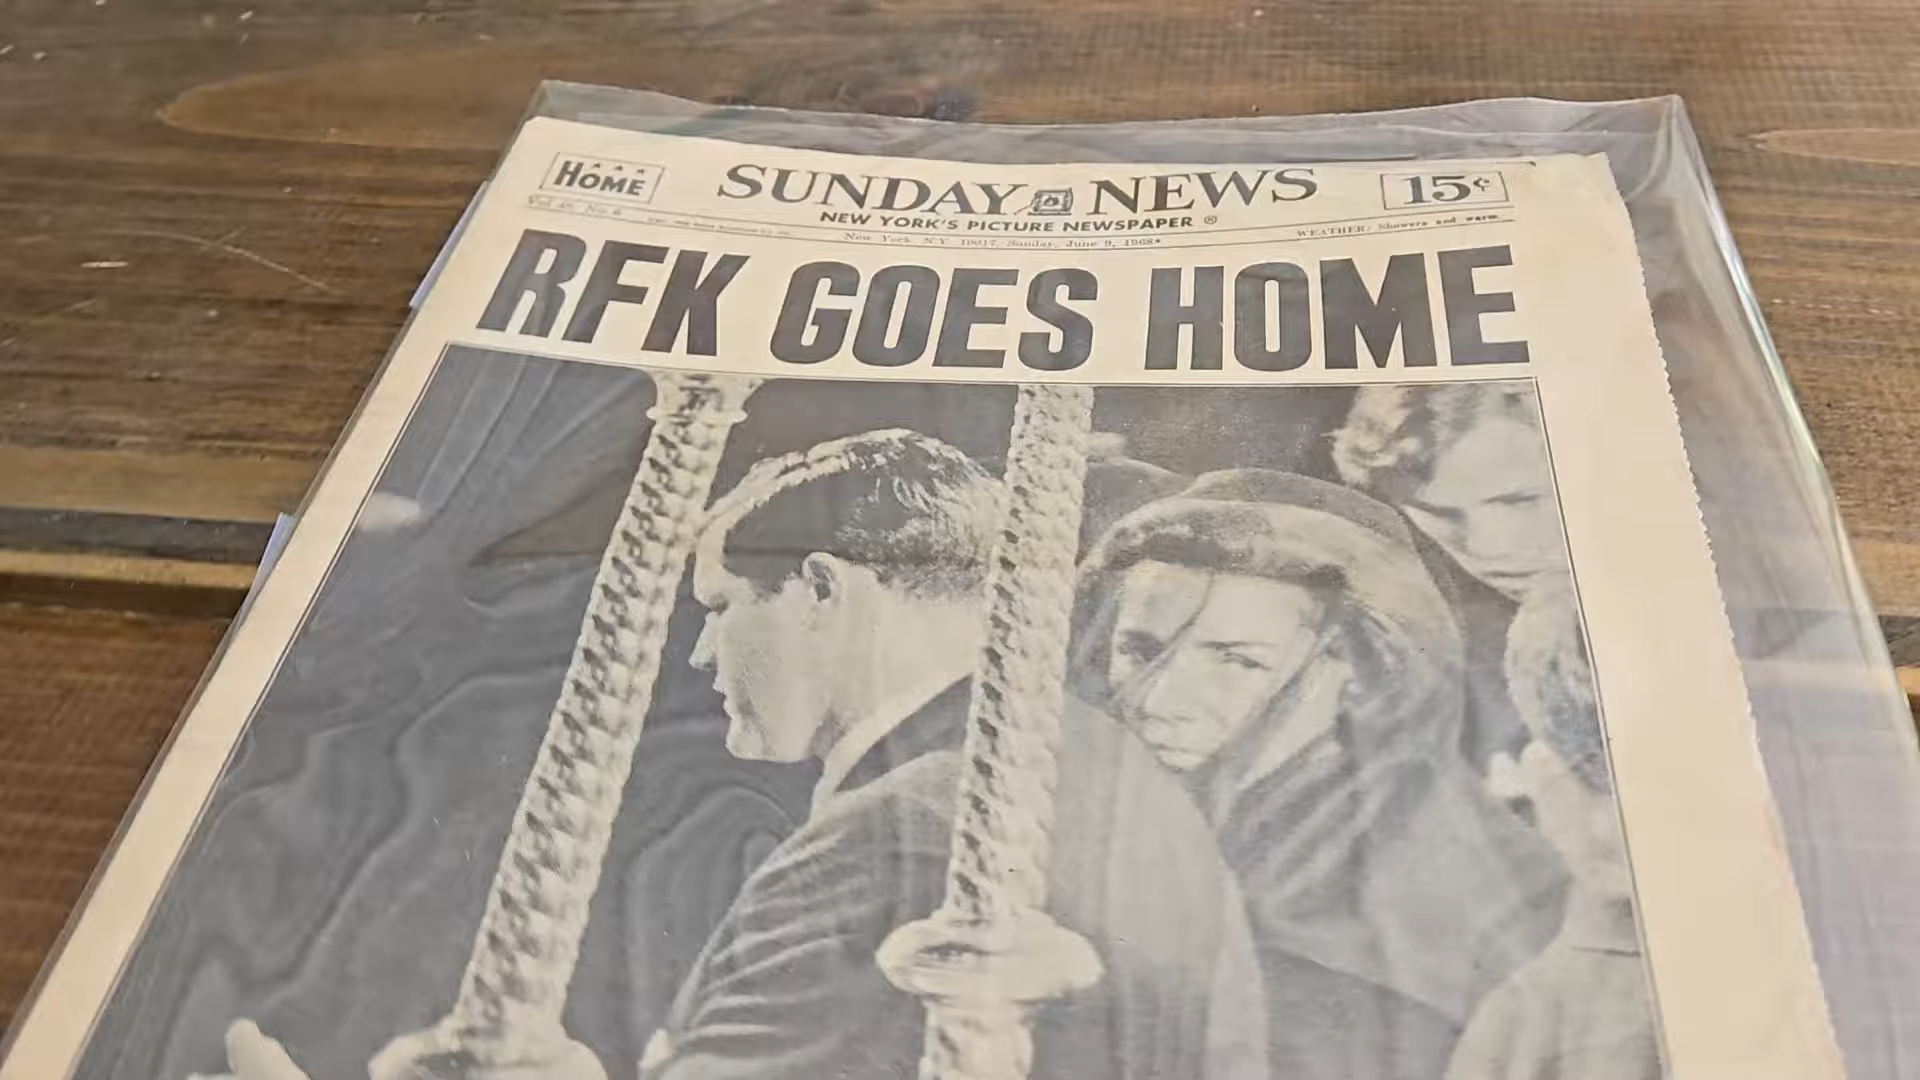 HOME
SUNDAY NEWS
15¢
NEW YORK'S PICTURE NEWSPAPER ®
New York, N.Y. 10017, Sunday, June 9, 1968★
WEATHER: Showers and warm.
RFK GOES HOME